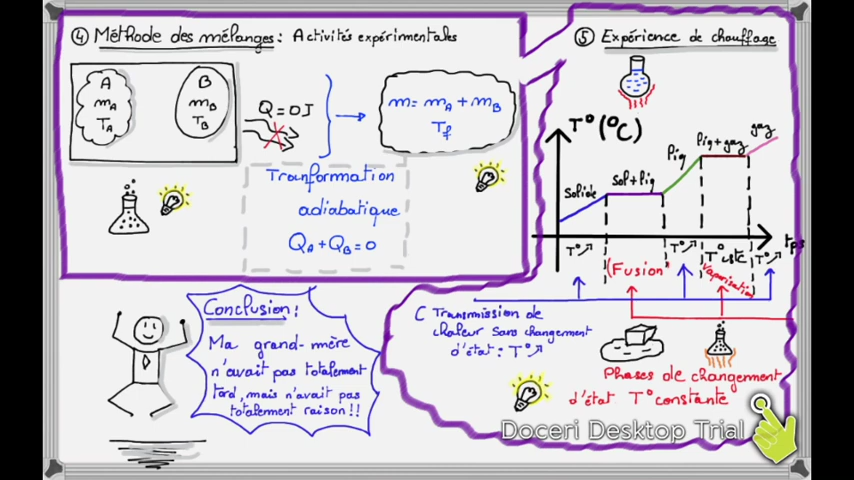 ④ Méthode des mélanges : Activités expérimentales
A
mA
TA
B
mB
TB
Q = 0J
m = mA + mB
Tf
Transformation
adiabatique
QA + QB = 0
Conclusion :
Ma grand-mère
n'avait pas totalement
tord, mais n'avait pas
totalement raison !!
⑤ Expérience de chauffage
T° (°C)
Solide
Sol + liq
liq
liq + gaz
gaz
tps
T° ↗
(Fusion)
T° ↗
T° cste
Vaporisation
T° ↗
Transmission de
chaleur sans changement
d'état : T° ↗
Phases de changement
d'état T° constante
Doceri Desktop Trial